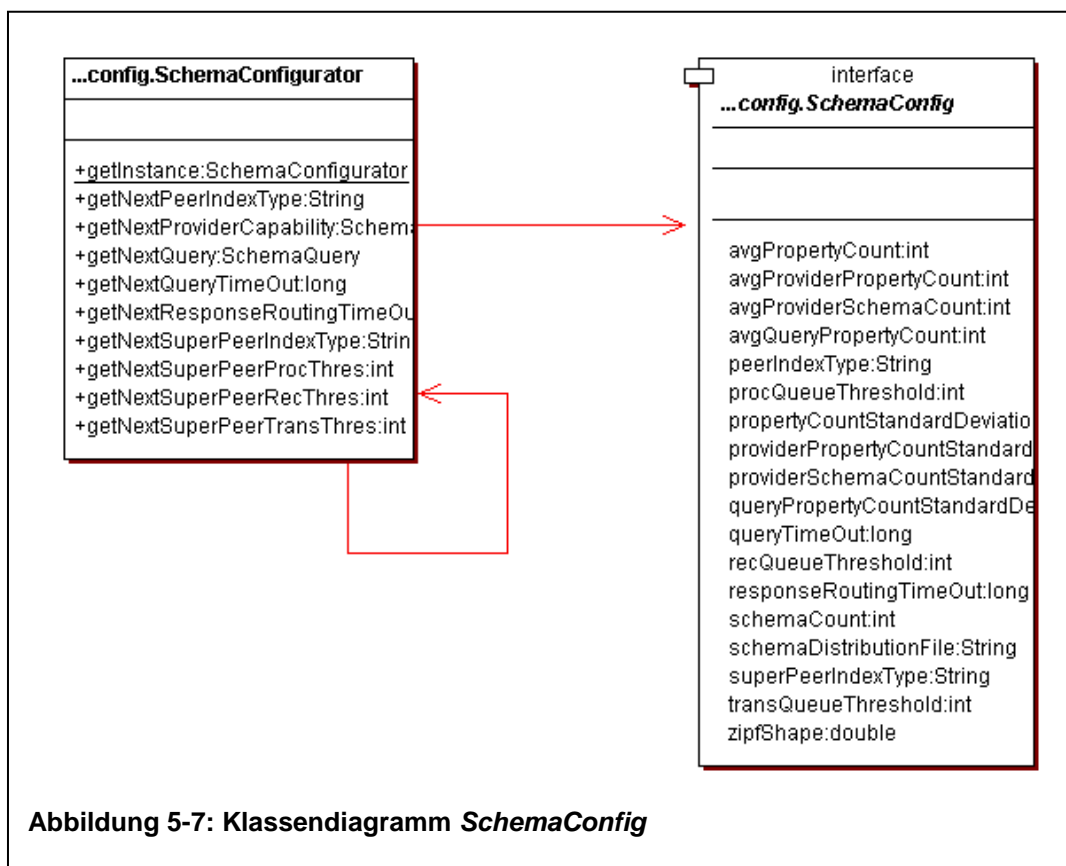 ...config.SchemaConfigurator
+getInstance:SchemaConfigurator
+getNextPeerIndexType:String
+getNextProviderCapability:Schema
+getNextQuery:SchemaQuery
+getNextQueryTimeOut:long
+getNextResponseRoutingTimeOu
+getNextSuperPeerIndexType:Strin
+getNextSuperPeerProcThres:int
+getNextSuperPeerRecThres:int
+getNextSuperPeerTransThres:int
interface
...config.SchemaConfig
avgPropertyCount:int
avgProviderPropertyCount:int
avgProviderSchemaCount:int
avgQueryPropertyCount:int
peerIndexType:String
procQueueThreshold:int
propertyCountStandardDeviatio
providerPropertyCountStandard
providerSchemaCountStandard
queryPropertyCountStandardDe
queryTimeOut:long
recQueueThreshold:int
responseRoutingTimeOut:long
schemaCount:int
schemaDistributionFile:String
superPeerIndexType:String
transQueueThreshold:int
zipfShape:double
Abbildung 5-7: Klassendiagramm SchemaConfig